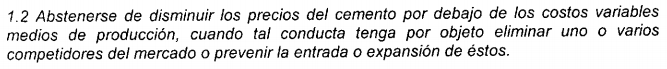 1.2 Abstenerse de disminuir los precios del cemento por debajo de los costos variables
medios de producción, cuando tal conducta tenga por objeto eliminar uno o varios
competidores del mercado o prevenir la entrada o expansión de éstos.